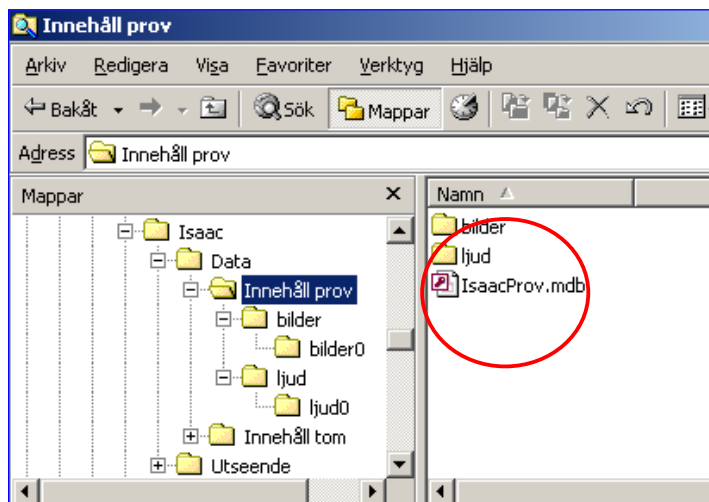 Innehåll prov
Arkiv Redigera Visa Favoriter Verktyg Hjälp
Bakåt Sök Mappar
Adress Innehåll prov
Mappar
Isaac
Data
Innehåll prov
bilder
bilder0
ljud
ljud0
Innehåll tom
Utseende
Namn
bilder
ljud
IsaacProv.mdb